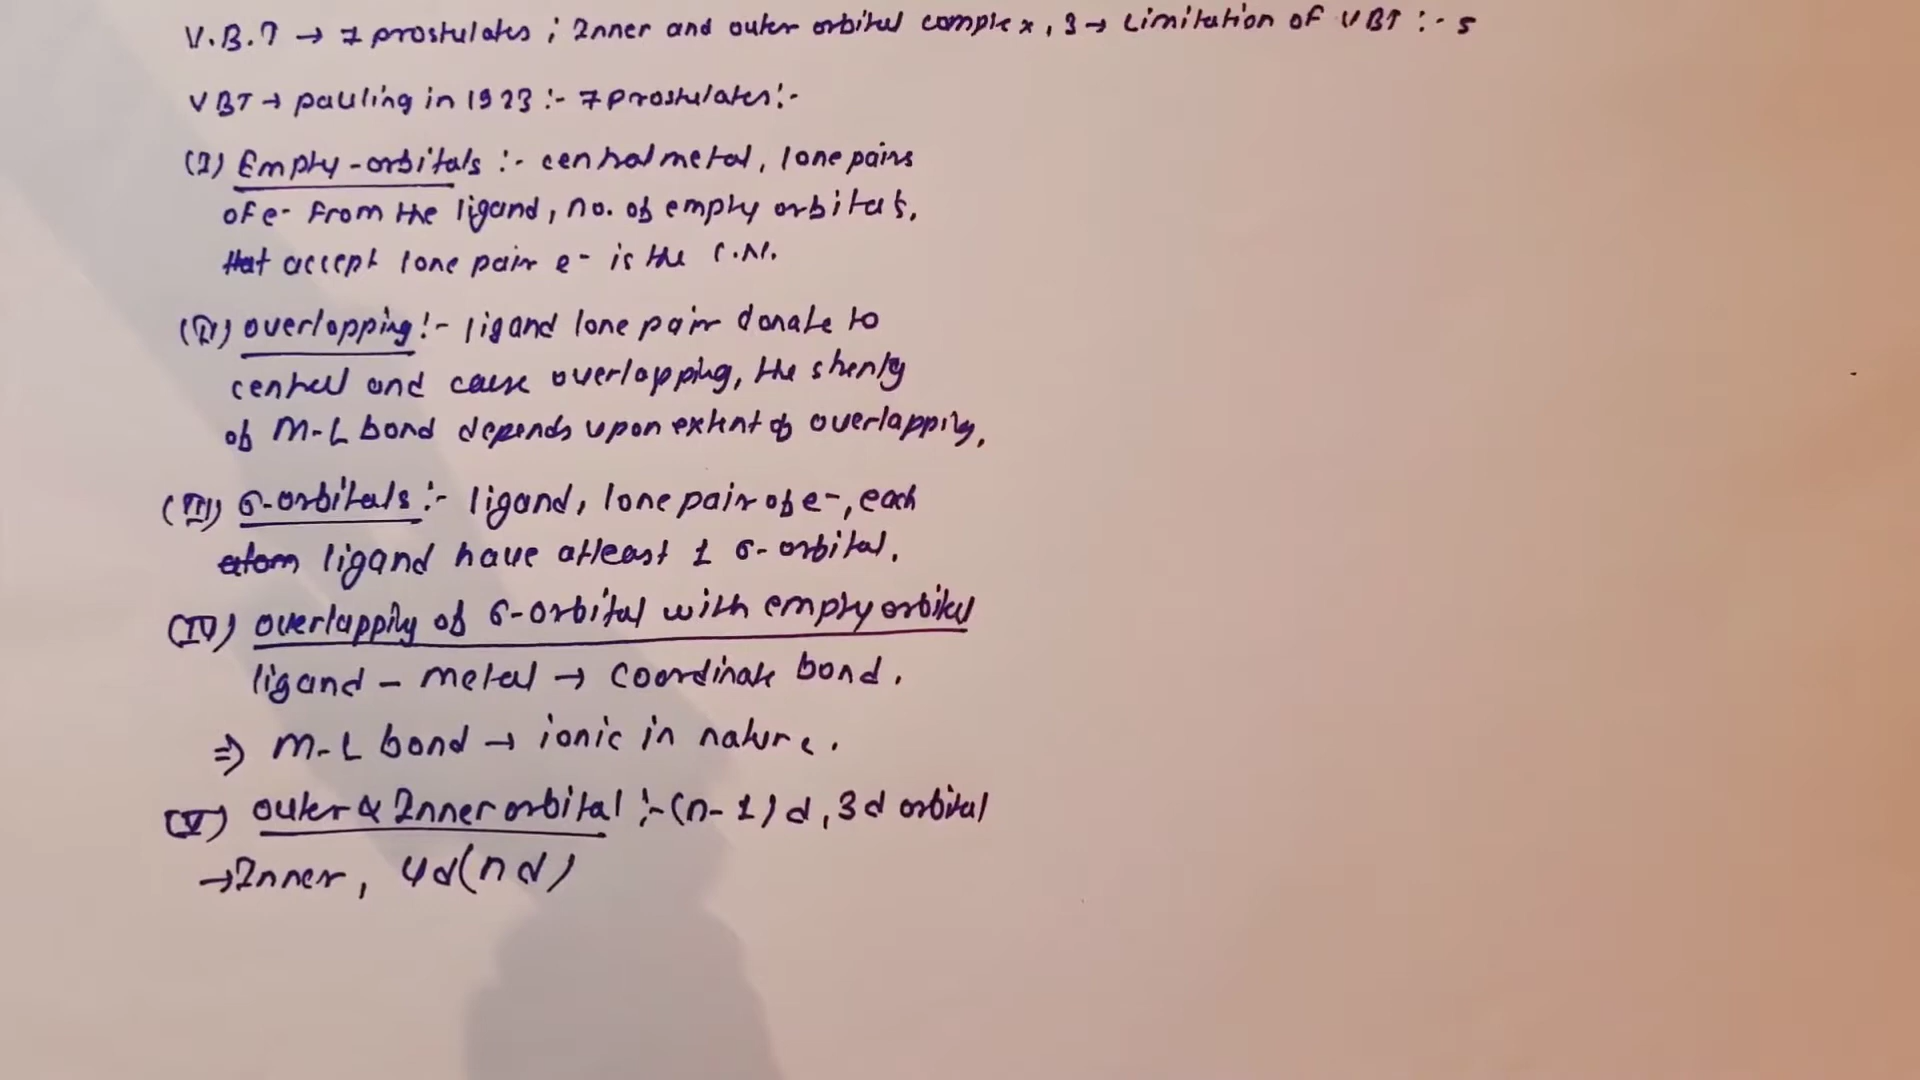 V.B.T → 7 prostulates ; Inner and outer orbital complex, 3 → Limitation of VBT :- 5
VBT → pauling in 1923 :- 7 prostulates:-
(I) Empty-orbitals :- central metal, lone pairs
of e- from the ligand, no. of empty orbitals,
that accept lone pair e- is the C.N.
(II) overlapping :- ligand lone pair donate to
central and cause overlapping, the
of M-L bond depends upon extent of overlapping,
(III) σ-orbitals :- ligand, lone pair of e-, each
atom ligand have atleast 1 σ-orbital.
(IV) overlapping of σ-orbital with empty orbital
ligand - metal → coordinate bond.
⇒ M-L bond → ionic in nature.
(V) outer & Inner orbital :- (n-1)d, 3d orbital
→ Inner, 4d(nd)